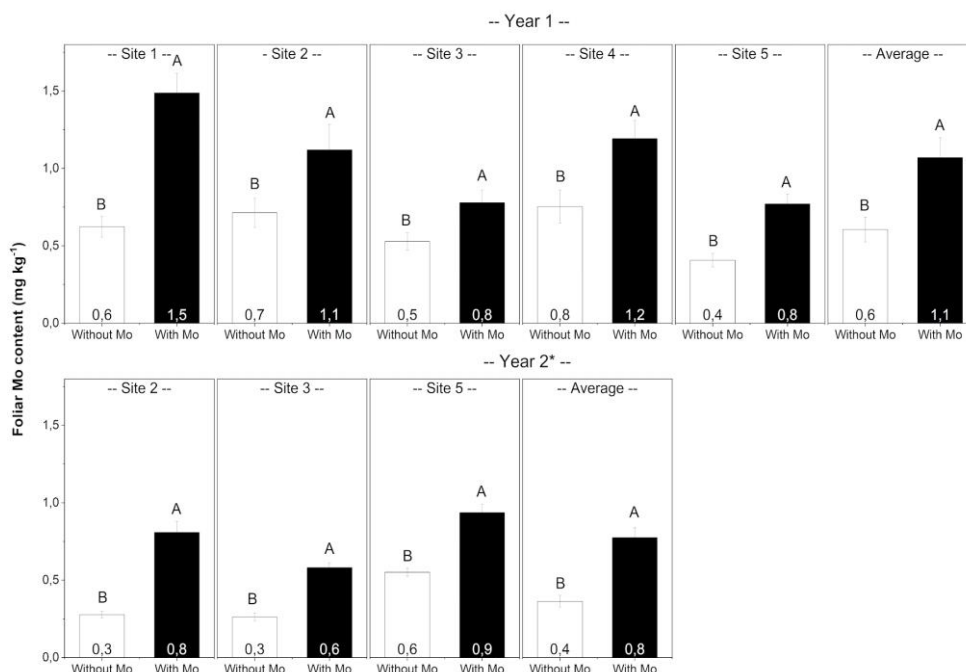 -- Year 1 --
-- Site 1 --
- Site 2 --
-- Site 3 --
-- Site 4 --
-- Site 5 --
-- Average --
Foliar Mo content (mg kg⁻¹)
1,5
1,0
0,5
0,0
B A
B A
B A
B A
B A
B A
0,6 1,5
0,7 1,1
0,5 0,8
0,8 1,2
0,4 0,8
0,6 1,1
Without Mo With Mo
Without Mo With Mo
Without Mo With Mo
Without Mo With Mo
Without Mo With Mo
Without Mo With Mo
-- Year 2* --
-- Site 2 --
-- Site 3 --
-- Site 5 --
-- Average --
1,5
1,0
0,5
0,0
B A
B A
B A
B A
0,3 0,8
0,3 0,6
0,6 0,9
0,4 0,8
Without Mo With Mo
Without Mo With Mo
Without Mo With Mo
Without Mo With Mo